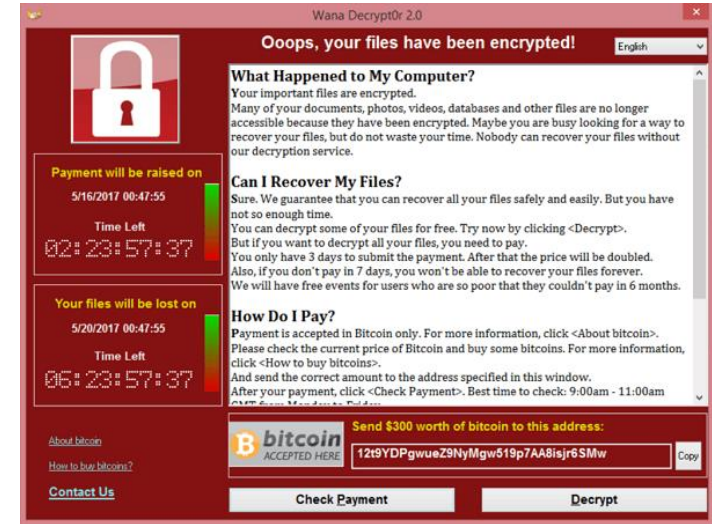 Wana Decrypt0r 2.0
Ooops, your files have been encrypted!
English
What Happened to My Computer?
Your important files are encrypted.
Many of your documents, photos, videos, databases and other files are no longer
accessible because they have been encrypted. Maybe you are busy looking for a way to
recover your files, but do not waste your time. Nobody can recover your files without
our decryption service.
Can I Recover My Files?
Sure. We guarantee that you can recover all your files safely and easily. But you have
not so enough time.
You can decrypt some of your files for free. Try now by clicking <Decrypt>.
But if you want to decrypt all your files, you need to pay.
You only have 3 days to submit the payment. After that the price will be doubled.
Also, if you don't pay in 7 days, you won't be able to recover your files forever.
We will have free events for users who are so poor that they couldn't pay in 6 months.
How Do I Pay?
Payment is accepted in Bitcoin only. For more information, click <About bitcoin>.
Please check the current price of Bitcoin and buy some bitcoins. For more information,
click <How to buy bitcoins>.
And send the correct amount to the address specified in this window.
After your payment, click <Check Payment>. Best time to check: 9:00am - 11:00am
GMT from Monday to Friday.
Payment will be raised on
5/16/2017 00:47:55
Time Left
02:23:57:37
Your files will be lost on
5/20/2017 00:47:55
Time Left
06:23:57:37
About bitcoin
How to buy bitcoins?
Contact Us
bitcoin
ACCEPTED HERE
Send $300 worth of bitcoin to this address:
12t9YDPgwueZ9NyMgw519p7AA8isjr6SMw
Copy
Check Payment
Decrypt